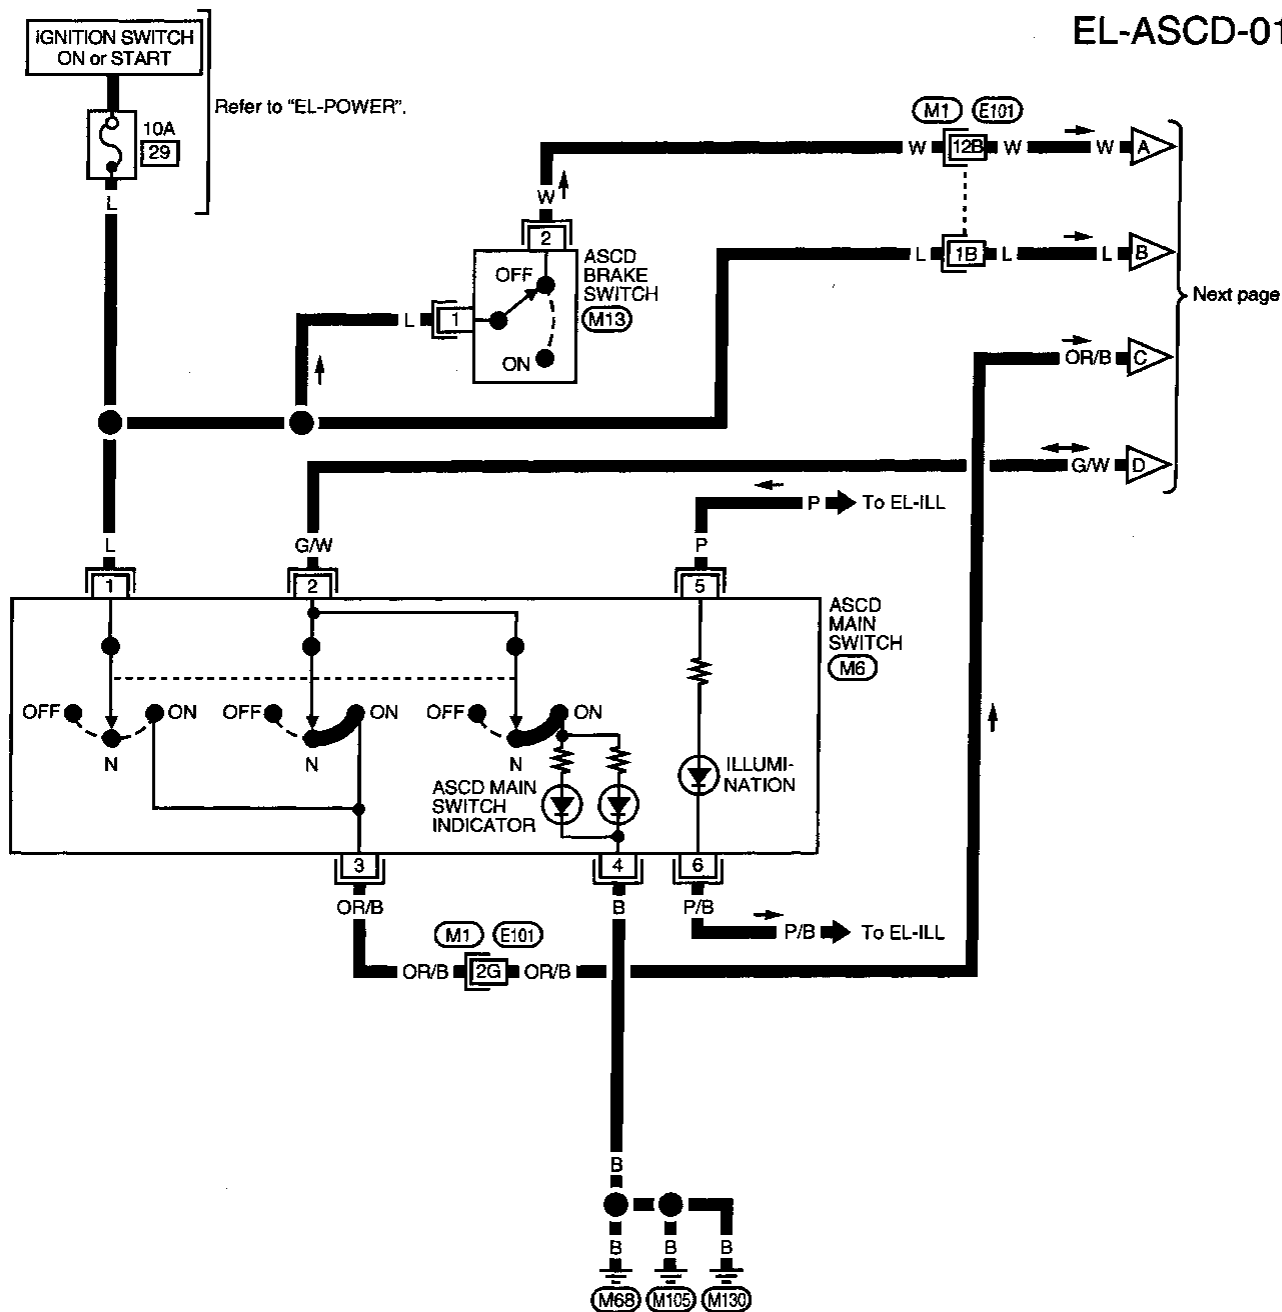 EL-ASCD-01
IGNITION SWITCH
ON or START
Refer to "EL-POWER".
10A
29
L
M1 E101
W 12B W W A
W
2
ASCD
BRAKE
SWITCH
M13
OFF
ON
L 1
L 1B L L B
Next page
OR/B C
G/W D
P To EL-ILL
L
G/W
P
1
2
5
ASCD
MAIN
SWITCH
M6
OFF ON
N
OFF ON
N
OFF ON
N
ASCD MAIN
SWITCH
INDICATOR
ILLUMI-
NATION
3
4
6
OR/B
B
P/B
P/B To EL-ILL
M1 E101
OR/B 2G OR/B
B
B B B
M68 M105 M130